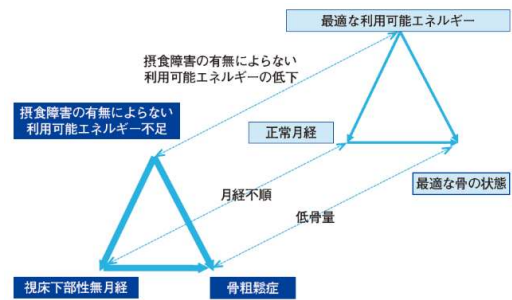 最適な利用可能エネルギー
摂食障害の有無によらない
利用可能エネルギーの低下
摂食障害の有無によらない
利用可能エネルギー不足
正常月経
最適な骨の状態
月経不順
低骨量
視床下部性無月経
骨粗鬆症